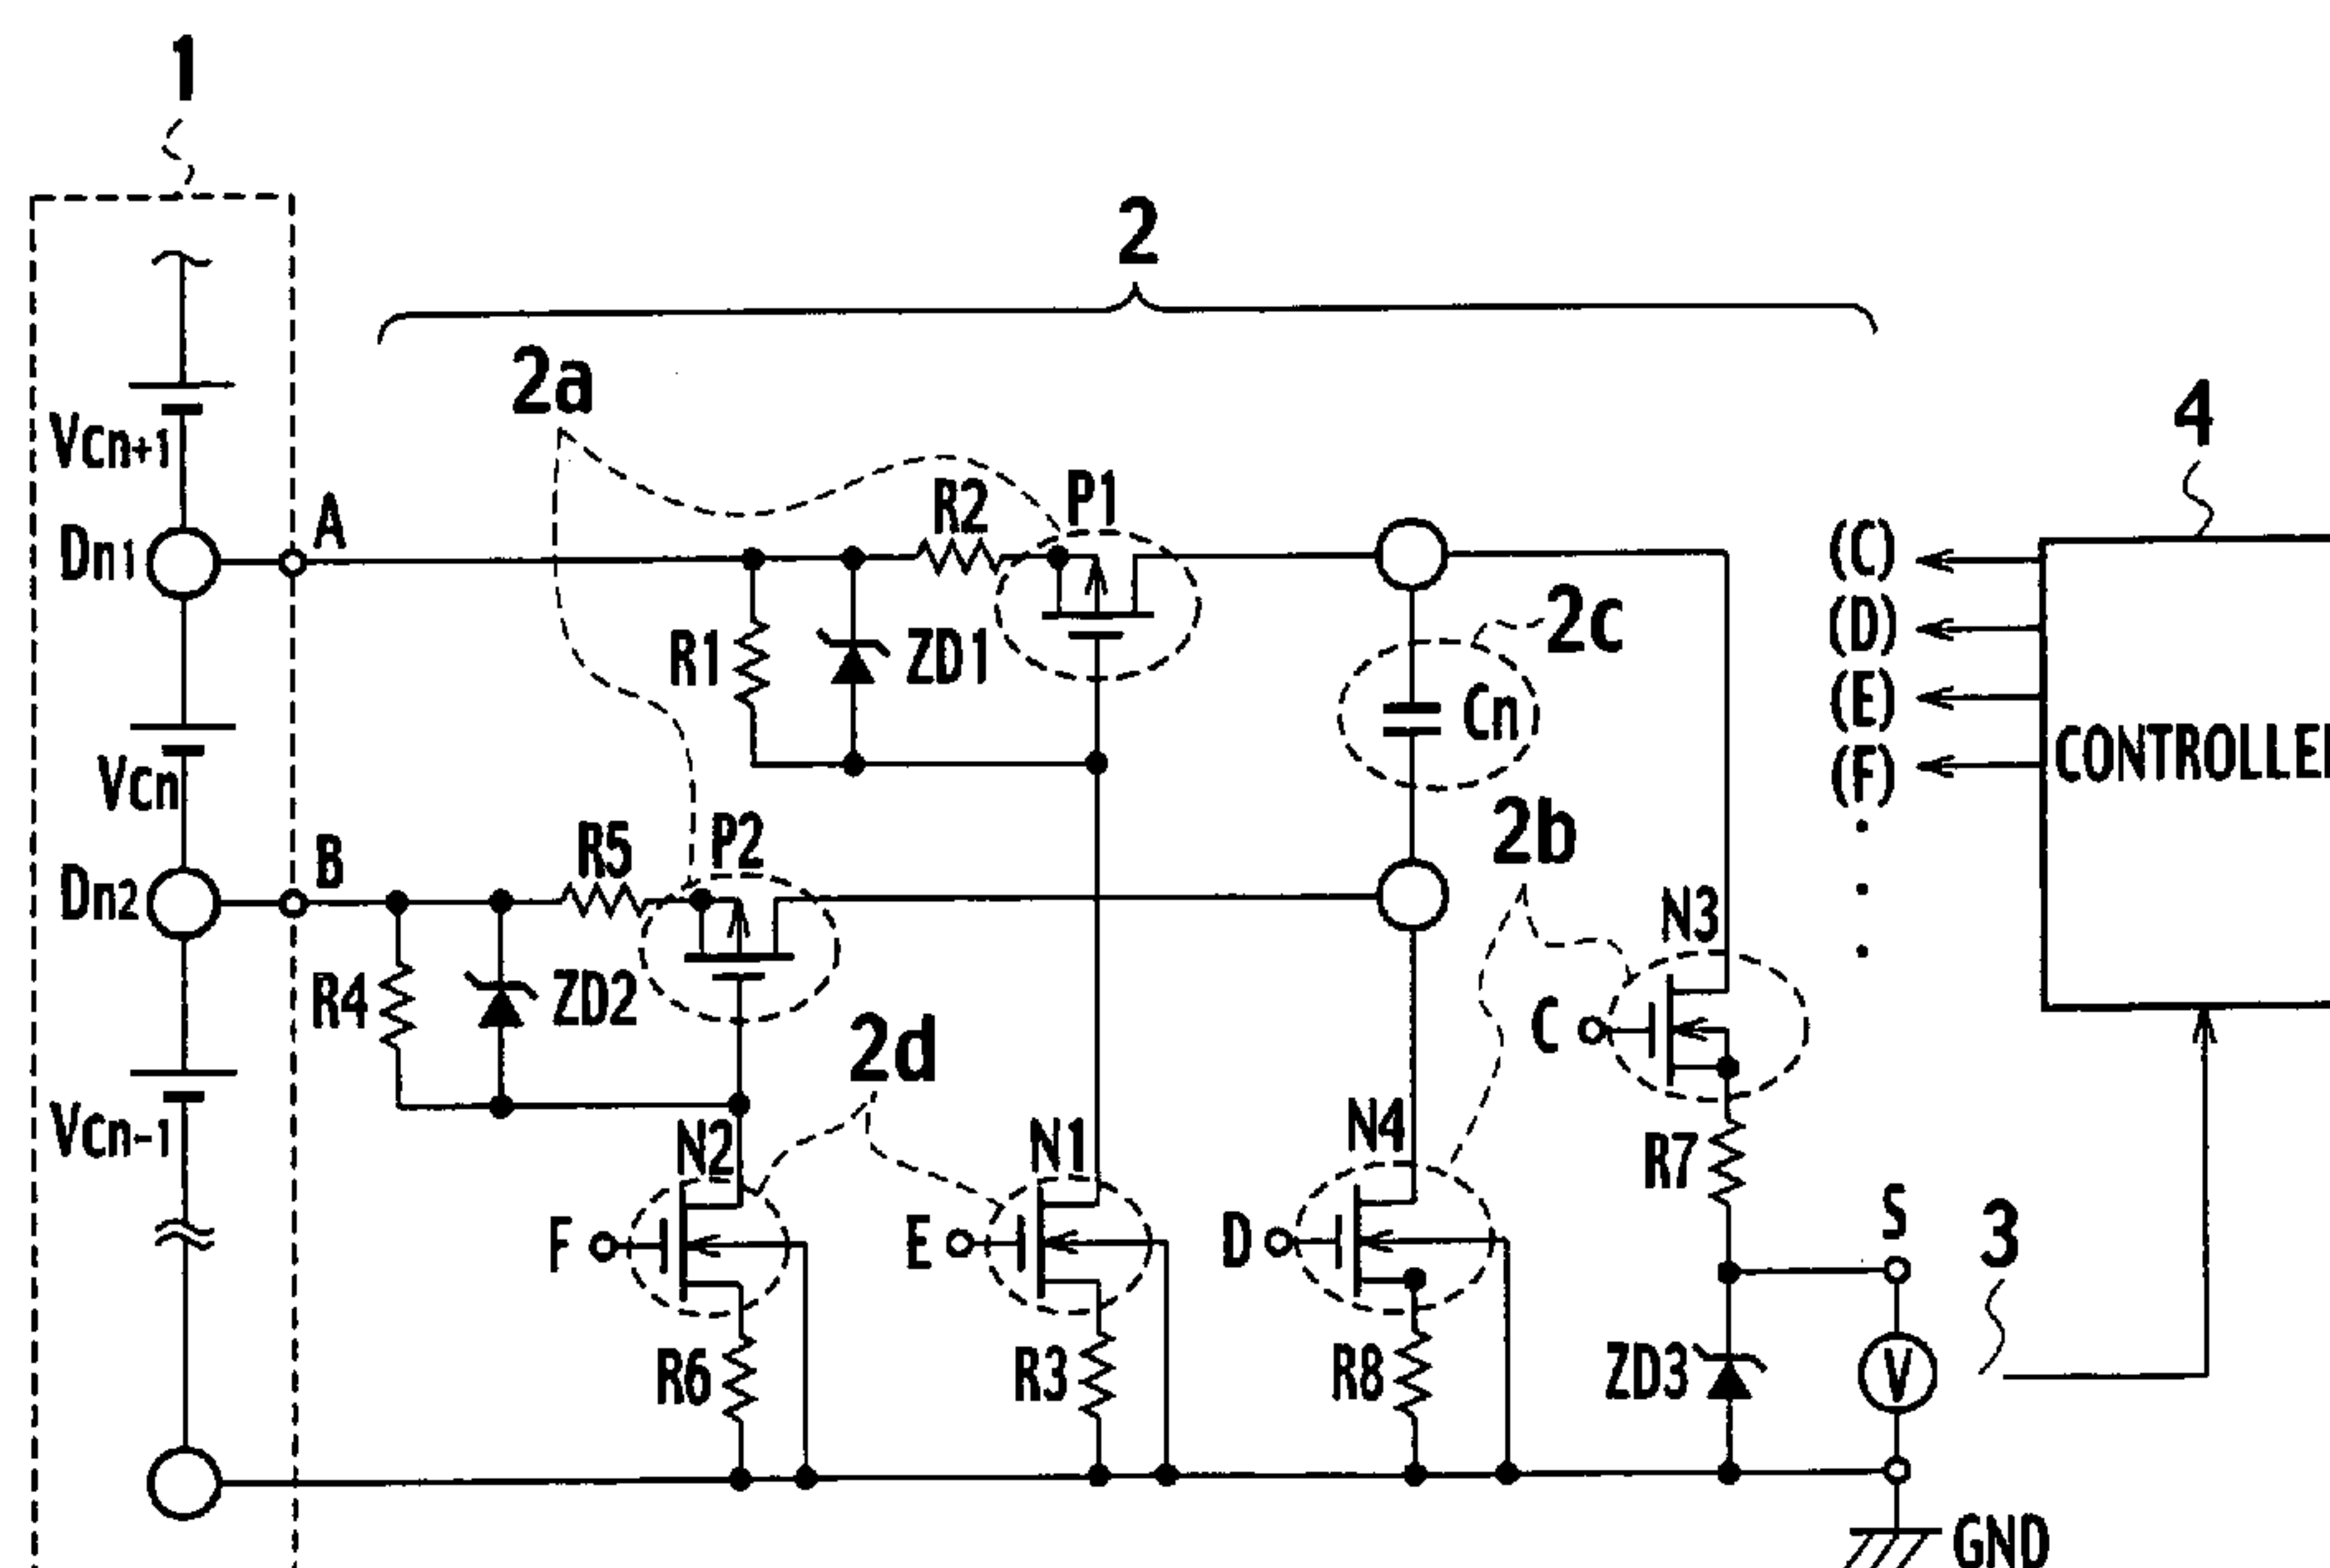 1
2
2a
4
Vcn+1
A
R2
P1
(C)
Dn1
2c
(D)
R1
ZD1
Cn
(E)
CONTROLLER
Vcn
(F)
2b
B
R5
P2
Dn2
N3
R4
ZD2
2d
C
Vcn-1
N2
N1
N4
R7
S
3
F
E
D
R6
R3
R8
ZD3
V
GND